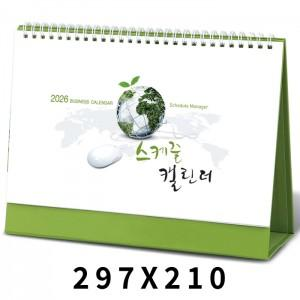 2026 BUSINESS CALENDAR
Schedule Manager
스케줄
캘린더
297X210